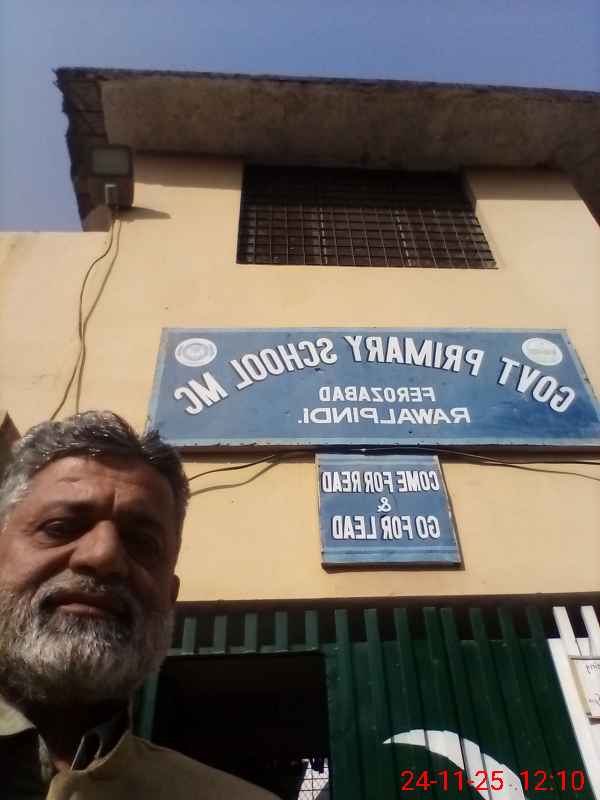 GOVT PRIMARY SCHOOL MC
FEROZABAD
RAWALPINDI.
COME FOR READ
&
GO FOR LEAD
24-11-25 12:10